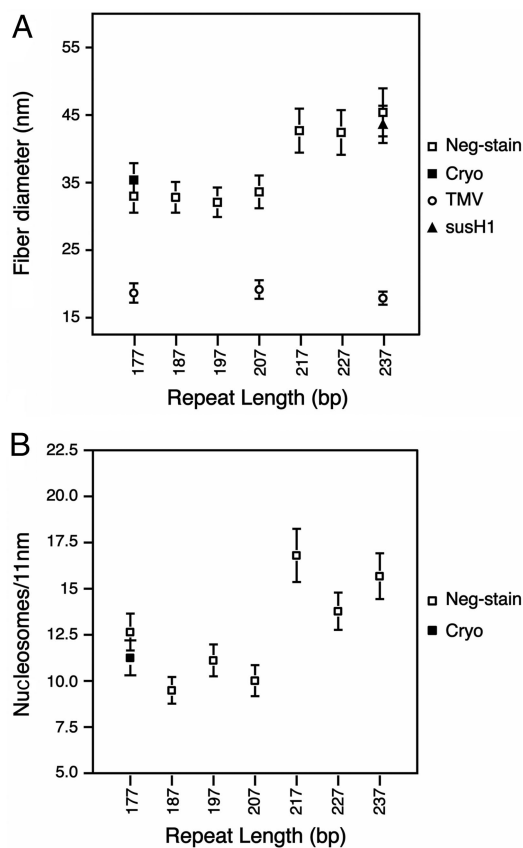 A
Fiber diameter (nm)
55
45
35
25
15
177
187
197
207
217
227
237
Repeat Length (bp)
Neg-stain
Cryo
TMV
susH1
B
Nucleosomes/11nm
22.5
20.0
17.5
15
12.5
10.0
7.5
5.0
177
187
197
207
217
227
237
Repeat Length (bp)
Neg-stain
Cryo